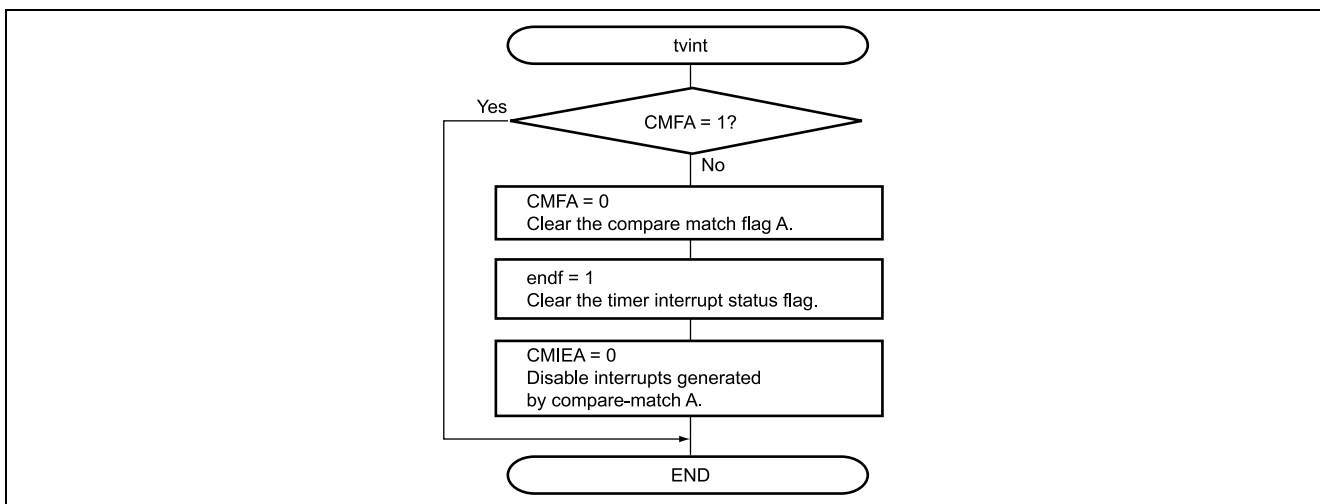 tvint
Yes
CMFA = 1?
No
CMFA = 0
Clear the compare match flag A.
endf = 1
Clear the timer interrupt status flag.
CMIEA = 0
Disable interrupts generated
by compare-match A.
END